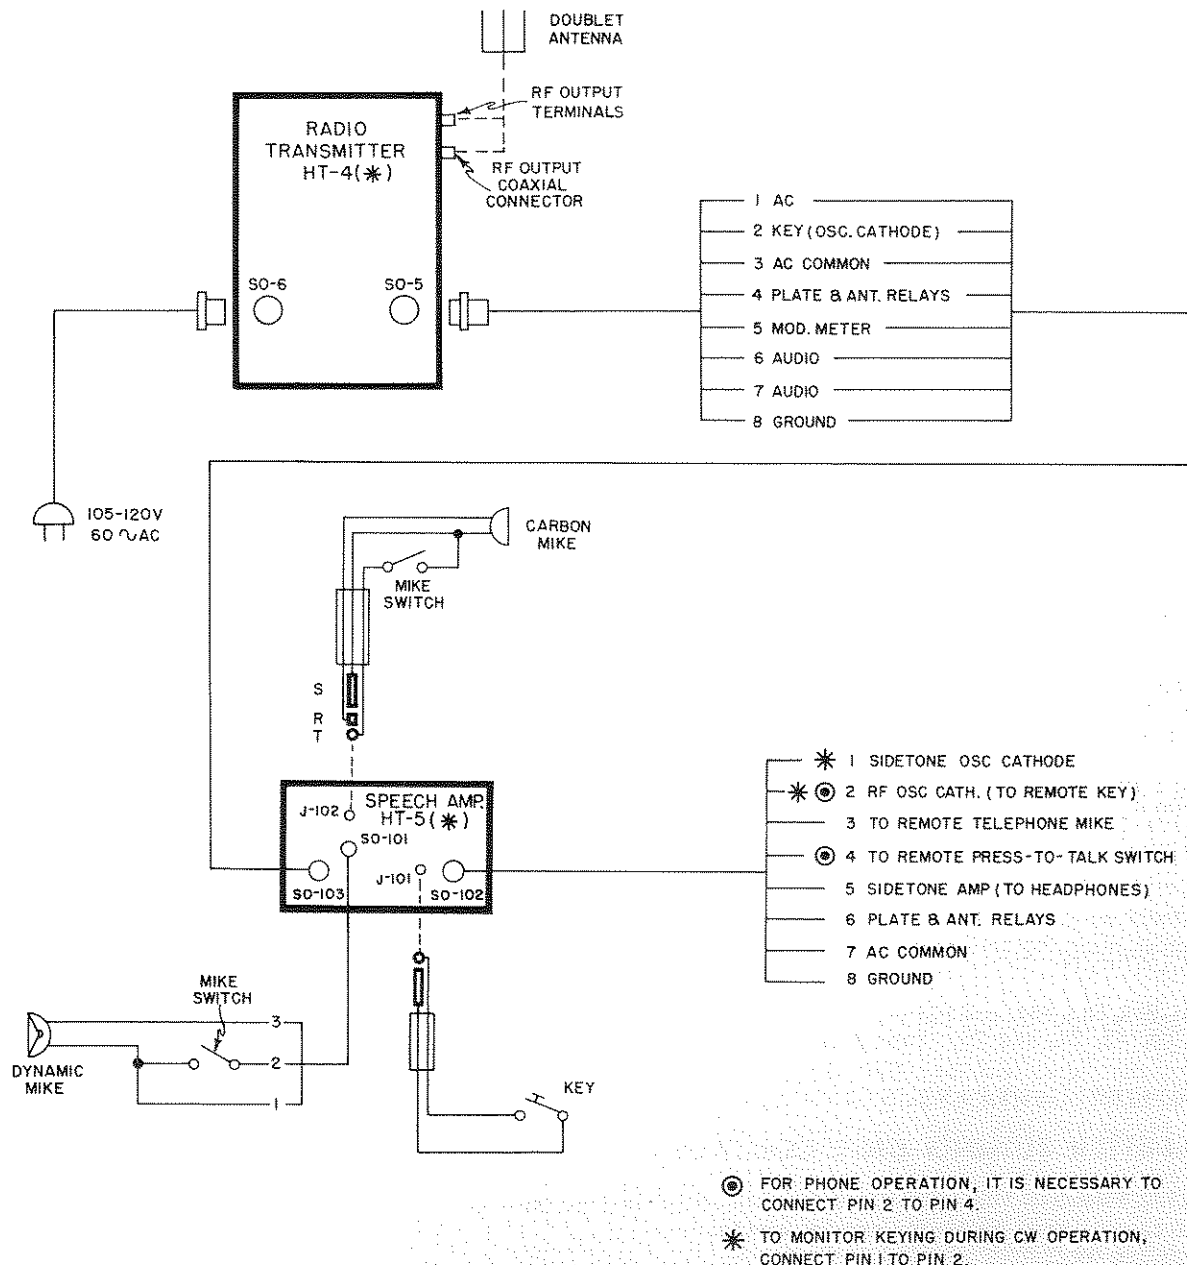 DOUBLET
ANTENNA
RF OUTPUT
TERMINALS
RADIO
TRANSMITTER
HT-4(*)
RF OUTPUT
COAXIAL
CONNECTOR
SO-6
SO-5
1 AC
2 KEY (OSC. CATHODE)
3 AC COMMON
4 PLATE & ANT. RELAYS
5 MOD. METER
6 AUDIO
7 AUDIO
8 GROUND
105-120V
60 ∿ AC
CARBON
MIKE
MIKE
SWITCH
S
R
T
SPEECH AMP.
HT-5(*)
J-102
SO-101
J-101
SO-103
SO-102
* 1 SIDETONE OSC CATHODE
* ◉ 2 RF OSC CATH. (TO REMOTE KEY)
3 TO REMOTE TELEPHONE MIKE
◉ 4 TO REMOTE PRESS-TO-TALK SWITCH
5 SIDETONE AMP (TO HEADPHONES)
6 PLATE & ANT. RELAYS
7 AC COMMON
8 GROUND
MIKE
SWITCH
3
2
1
DYNAMIC
MIKE
KEY
◉ FOR PHONE OPERATION, IT IS NECESSARY TO
CONNECT PIN 2 TO PIN 4.
* TO MONITOR KEYING DURING CW OPERATION,
CONNECT PIN 1 TO PIN 2.